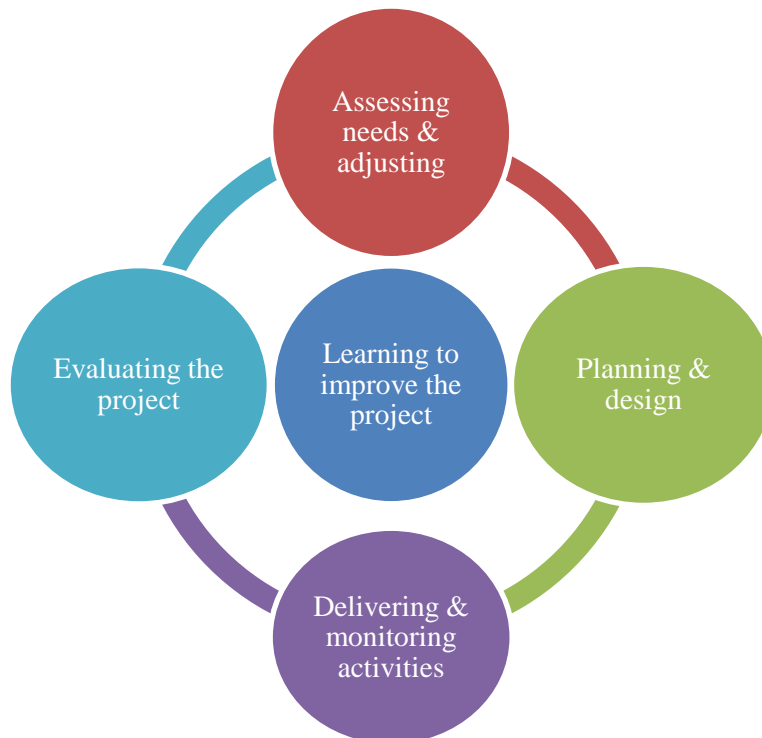 Assessing
needs &
adjusting
Evaluating the
project
Learning to
improve the
project
Planning &
design
Delivering &
monitoring
activities